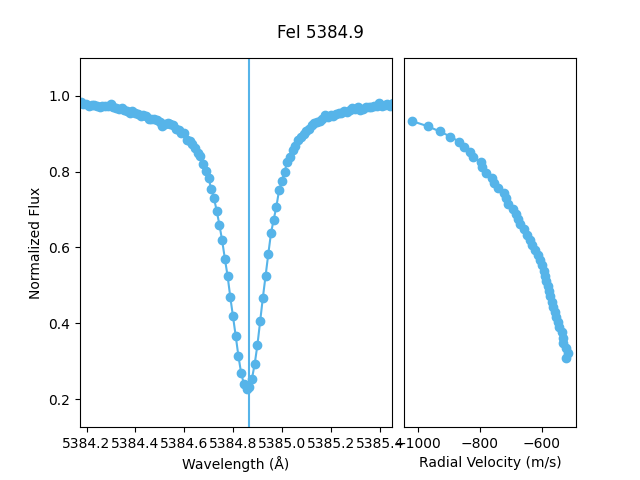 FeI 5384.9
Normalized Flux
1.0
0.8
0.6
0.4
0.2
5384.2 5384.4 5384.6 5384.8 5385.0 5385.2 5385.4
Wavelength (Å)
−1000 −800 −600
Radial Velocity (m/s)